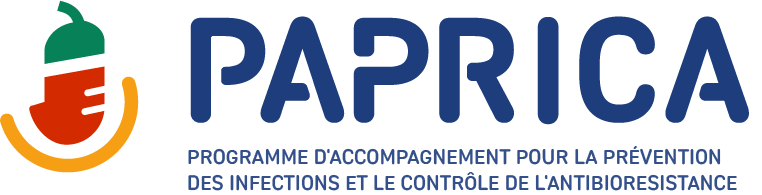 PAPRICA
PROGRAMME D'ACCOMPAGNEMENT POUR LA PRÉVENTION
DES INFECTIONS ET LE CONTRÔLE DE L'ANTIBIORESISTANCE